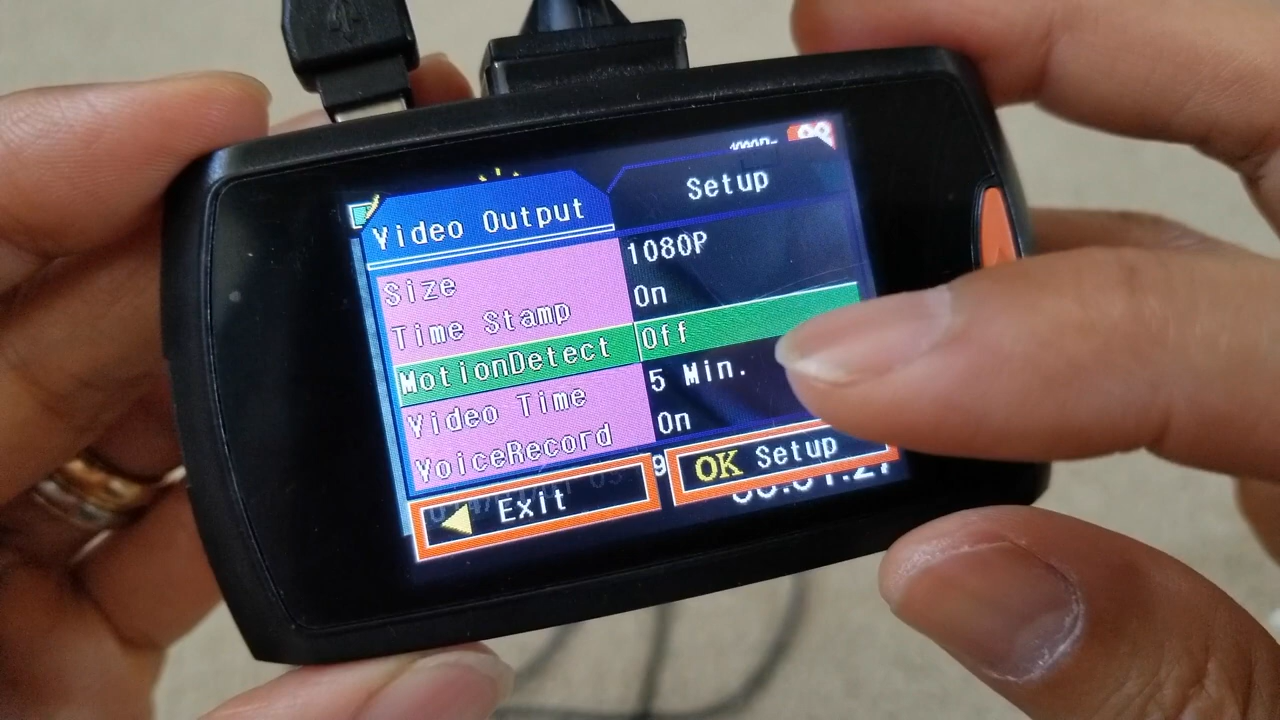 Video Output
Setup
Size 1080P
Time Stamp On
MotionDetect Off
Video Time 5 Min.
VoiceRecord On
Exit
OK Setup